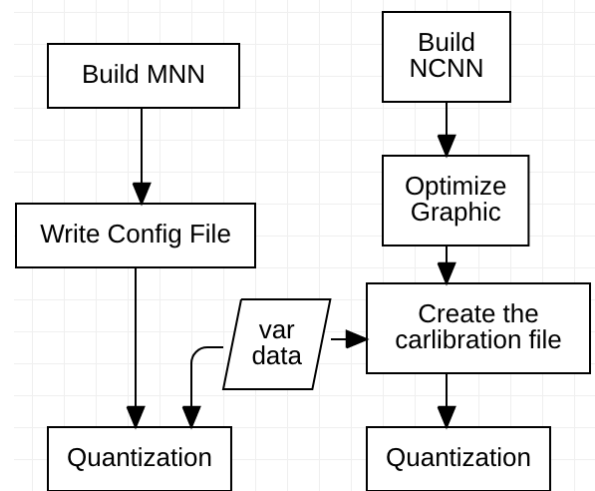 Build MNN
Build
NCNN
Optimize
Graphic
Write Config File
Create the
carlibration file
var
data
Quantization
Quantization